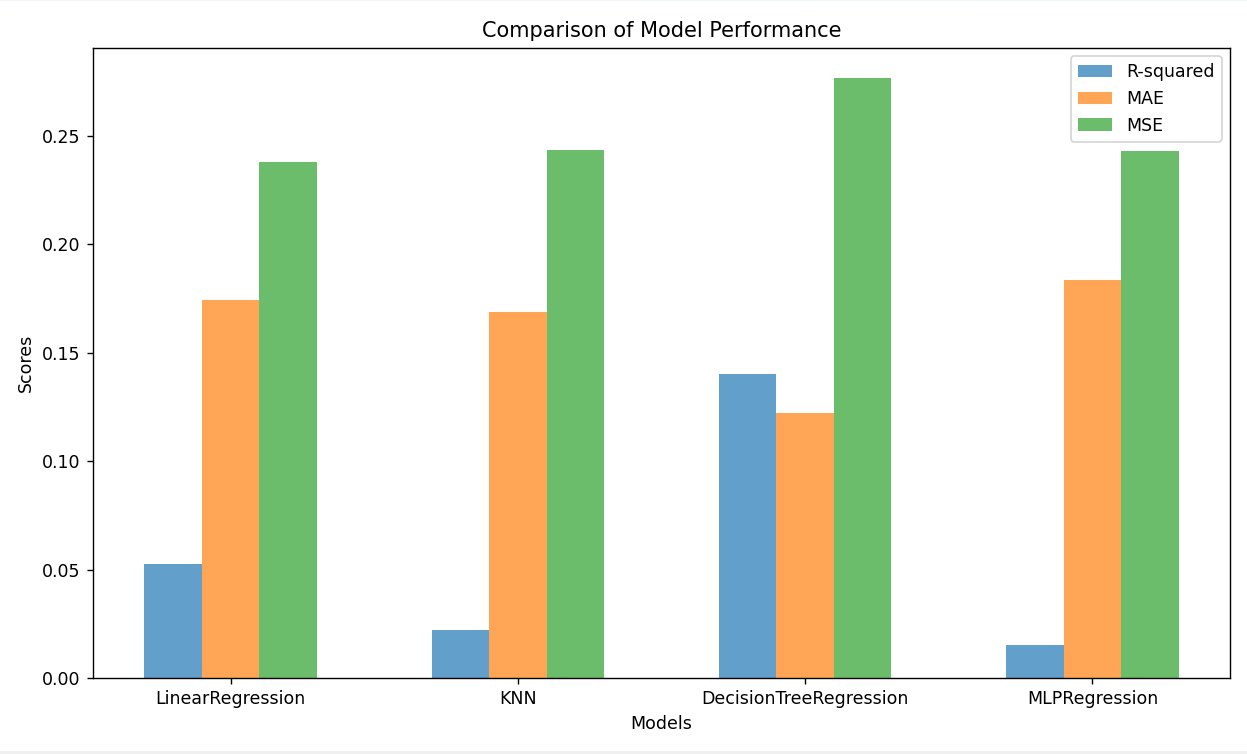 Comparison of Model Performance
R-squared
MAE
MSE
0.25
0.20
0.15
0.10
0.05
0.00
Scores
LinearRegression KNN DecisionTreeRegression MLPRegression
Models